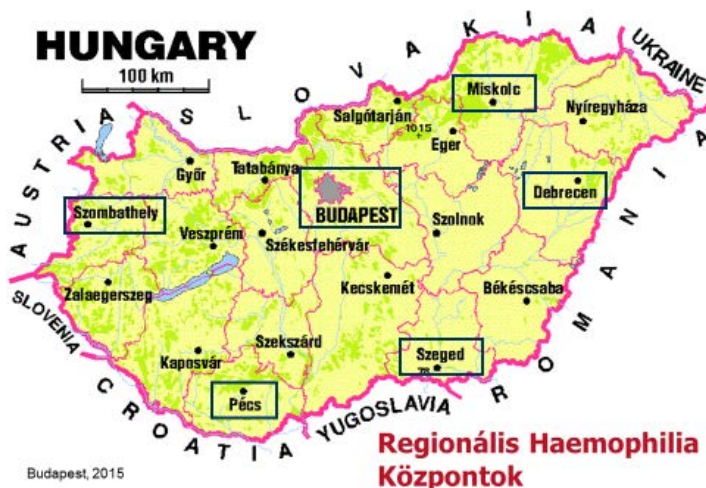 HUNGARY
100 km
AUSTRIA
SLOVAKIA
UKRAINE
ROMANIA
YUGOSLAVIA
CROATIA
SLOVENIA
Miskolc
Salgótarján
1015
Nyíregyháza
Eger
Győr
Tatabánya
Debrecen
BUDAPEST
Szombathely
Szolnok
Veszprém
Székesfehérvár
Kecskemét
Zalaegerszeg
Békéscsaba
Szekszárd
Szeged
78
Kaposvár
Pécs
Regionális Haemophilia
Központok
Budapest, 2015